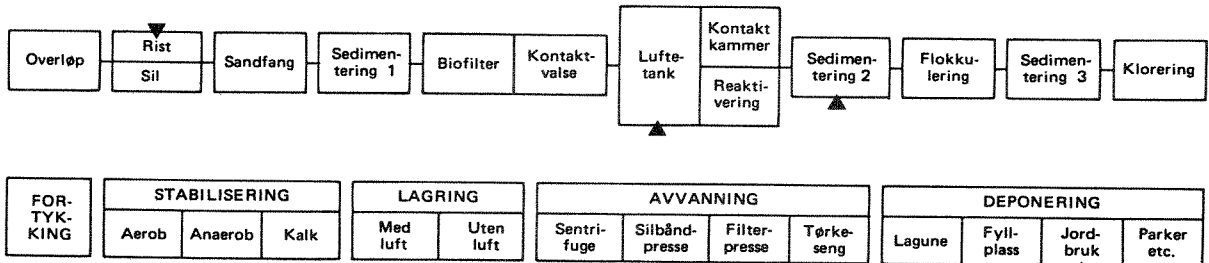 Overløp
Rist
Sil
Sandfang
Sedimen-
tering 1
Biofilter
Kontakt-
valse
Lufte-
tank
Kontakt
kammer
Reakti-
vering
Sedimen-
tering 2
Flokku-
lering
Sedimen-
tering 3
Klorering
FOR-
TYK-
KING
STABILISERING
Aerob
Anaerob
Kalk
LAGRING
Med
luft
Uten
luft
AVVANNING
Sentri-
fuge
Silbånd-
presse
Filter-
presse
Tørke-
seng
DEPONERING
Lagune
Fyll-
plass
Jord-
bruk
Parker
etc.